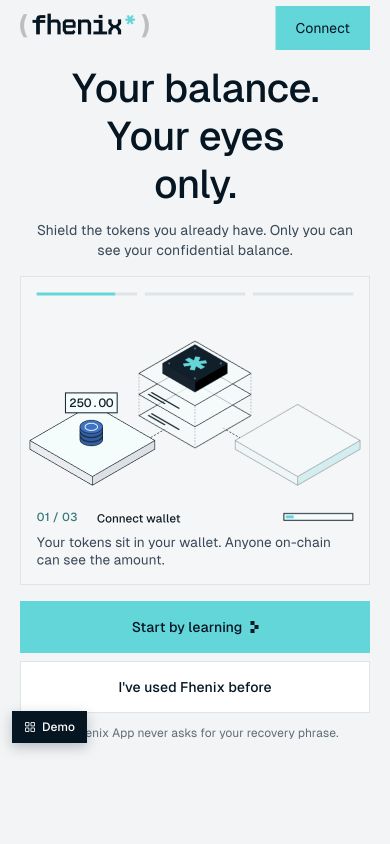 (fhenix*)
Connect
Your balance.
Your eyes
only.
Shield the tokens you already have. Only you can
see your confidential balance.
250.00
01 / 03 Connect wallet
Your tokens sit in your wallet. Anyone on-chain
can see the amount.
Start by learning
I've used Fhenix before
Demo
App never asks for your recovery phrase.